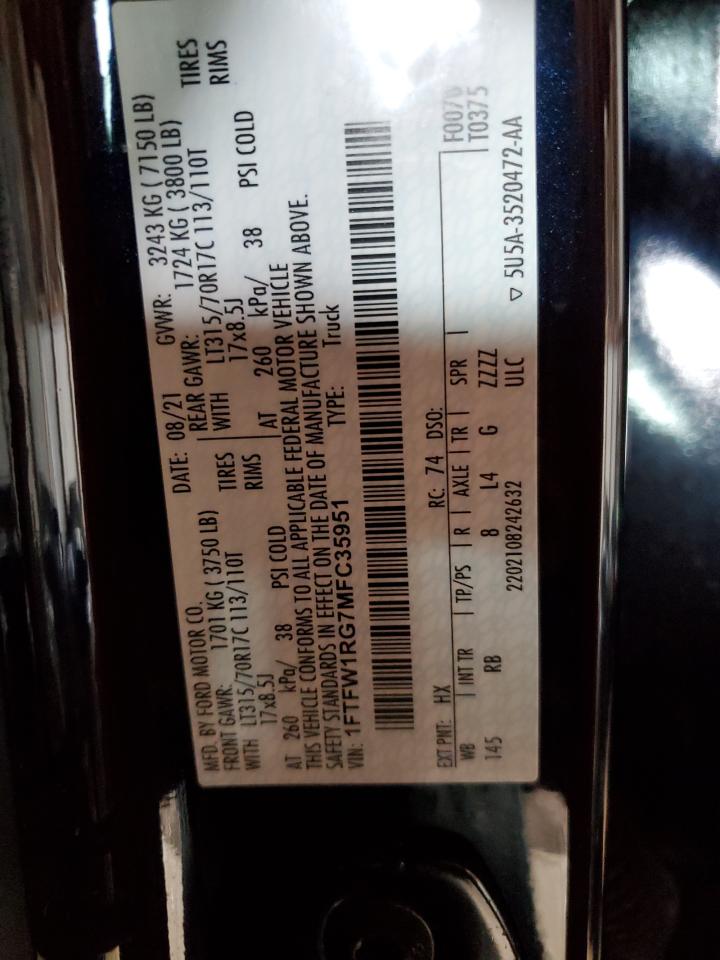 MFD. BY FORD MOTOR CO. DATE: 08/21 GVWR: 3243 KG ( 7150 LB)
FRONT GAWR: 1701 KG ( 3750 LB) REAR GAWR: 1724 KG ( 3800 LB)
WITH LT315/70R17C 113/110T TIRES WITH LT315/70R17C 113/110T TIRES
17x8.5J RIMS 17x8.5J RIMS
AT 260 kPa/ 38 PSI COLD AT 260 kPa/ 38 PSI COLD
THIS VEHICLE CONFORMS TO ALL APPLICABLE FEDERAL MOTOR VEHICLE
SAFETY STANDARDS IN EFFECT ON THE DATE OF MANUFACTURE SHOWN ABOVE.
VIN: 1FTFW1RG7MFC35951 TYPE: Truck
EXT PNT: HX RC: 74 DSO: F0076
WB INT TR TP/PS R AXLE TR SPR T0375
145 RB 8 L4 G ZZZZ
2202108242632 ULC ▽ 5U5A-3520472-AA